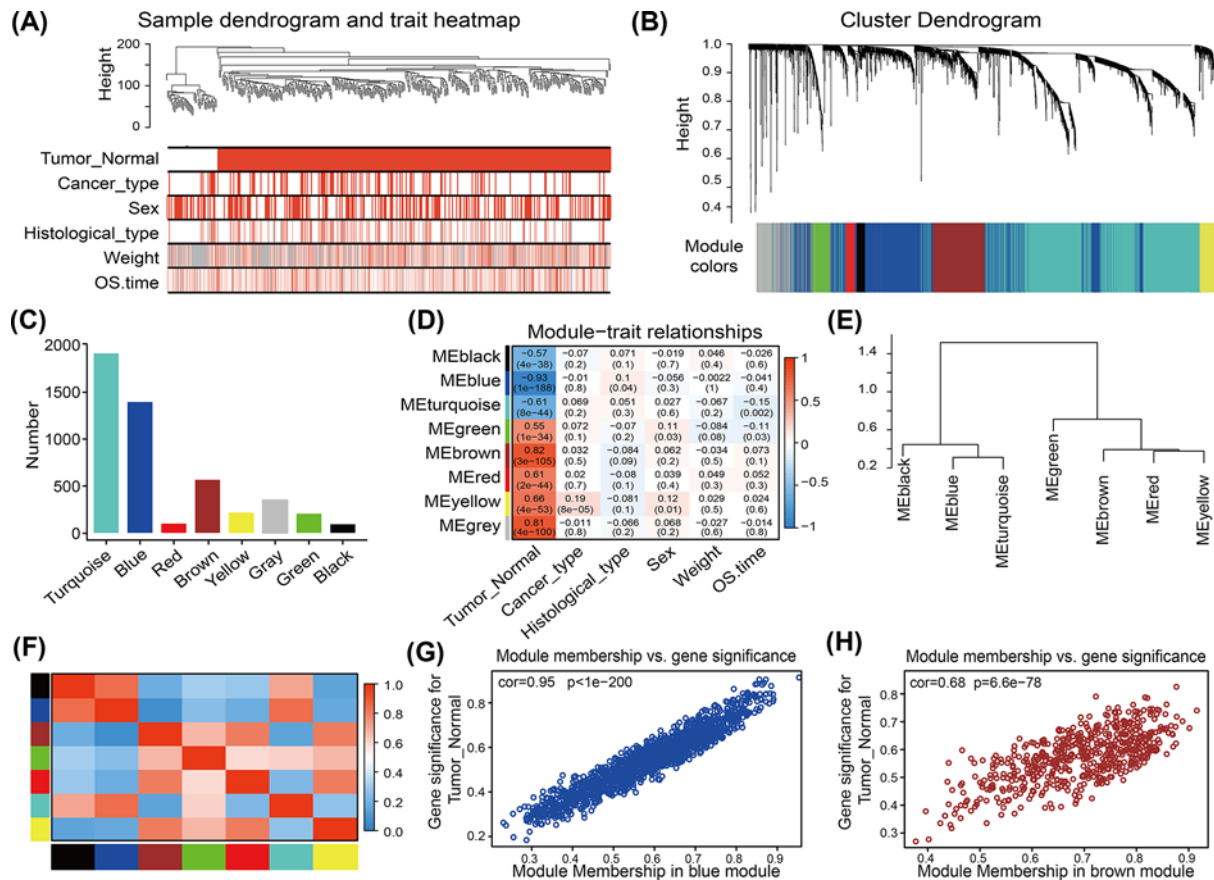 (A)
Sample dendrogram and trait heatmap
Height
200
100
0
Tumor_Normal
Cancer_type
Sex
Histological_type
Weight
OS.time
(B)
Cluster Dendrogram
Height
1.0
0.9
0.8
0.7
0.6
0.5
0.4
Module
colors
(C)
Number
2000
1500
1000
500
0
Turquoise
Blue
Red
Brown
Yellow
Gray
Green
Black
(D)
Module−trait relationships
MEblack −0.57 −0.07 0.071 −0.019 0.046 −0.026
(4e−38) (0.2) (0.1) (0.7) (0.4) (0.6)
MEblue −0.93 −0.01 0.1 −0.056 −0.0022 −0.041
(1e−188) (0.8) (0.04) (0.3) (1) (0.4)
MEturquoise −0.61 0.069 0.051 0.027 −0.067 −0.15
(8e−44) (0.2) (0.3) (0.6) (0.2) (0.002)
MEgreen 0.55 0.072 −0.07 0.11 −0.084 −0.11
(1e−34) (0.1) (0.2) (0.03) (0.08) (0.03)
MEbrown 0.82 0.032 −0.084 0.062 −0.034 0.073
(3e−105) (0.5) (0.09) (0.2) (0.5) (0.1)
MEred 0.61 0.02 −0.08 0.039 0.049 0.052
(2e−44) (0.7) (0.1) (0.4) (0.3) (0.3)
MEyellow 0.66 0.19 −0.081 0.12 0.029 0.024
(4e−53) (8e−05) (0.1) (0.01) (0.5) (0.6)
MEgrey 0.81 −0.011 −0.066 0.068 −0.027 −0.014
(4e−100) (0.8) (0.2) (0.2) (0.6) (0.8)
Tumor_Normal
Cancer_type
Histological_type
Sex
Weight
OS.time
1
0.5
0
−0.5
−1
(E)
1.4
1.0
0.6
0.2
MEblack
MEblue
MEturquoise
MEgreen
MEbrown
MEred
MEyellow
(F)
1.0
0.8
0.6
0.4
0.2
0.0
(G)
Module membership vs. gene significance
cor=0.95 p<1e−200
Gene significance for
Tumor_Normal
0.8
0.6
0.4
0.2
0.3 0.4 0.5 0.6 0.7 0.8 0.9
Module Membership in blue module
(H)
Module membership vs. gene significance
cor=0.68 p=6.6e−78
Gene significance for
Tumor_Normal
0.8
0.7
0.6
0.5
0.4
0.3
0.4 0.5 0.6 0.7 0.8 0.9
Module Membership in brown module